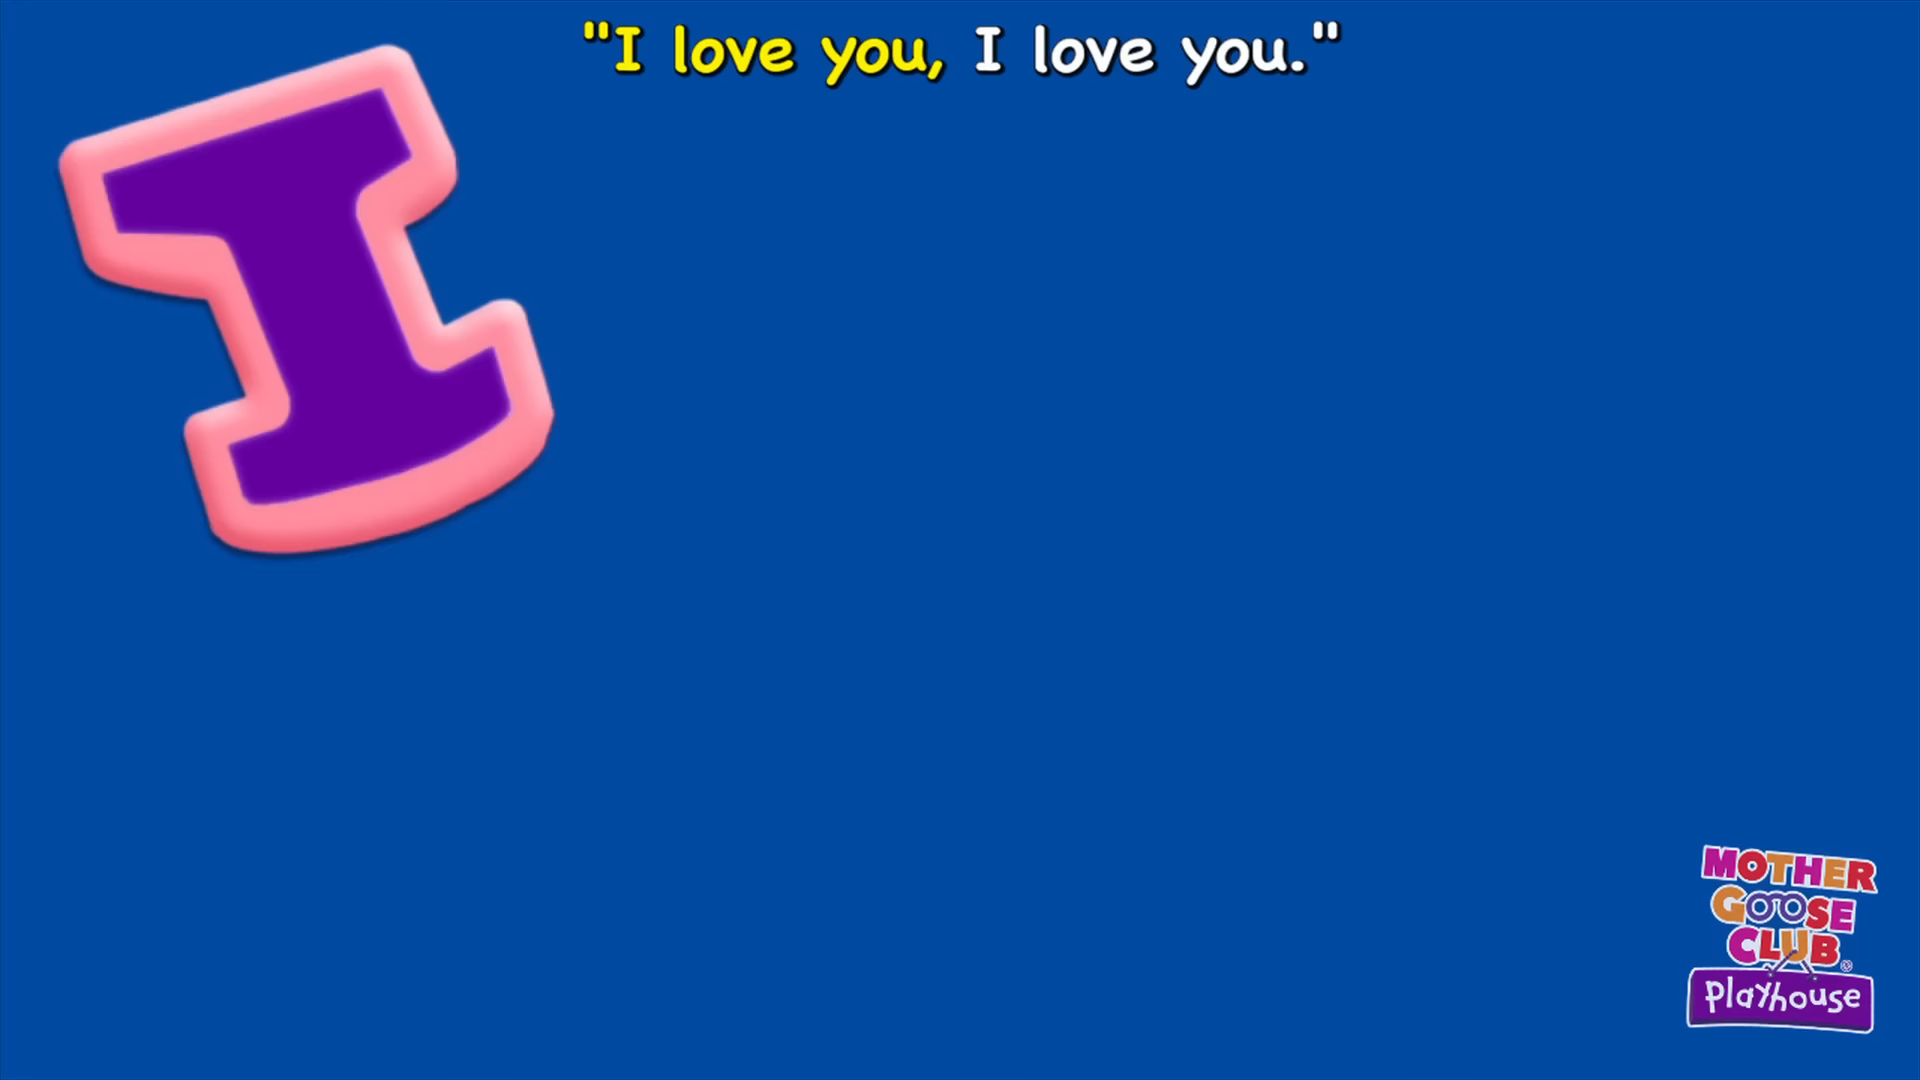 "I love you, I love you."
I
MOTHER
GOOSE
CLUB®
playhouse